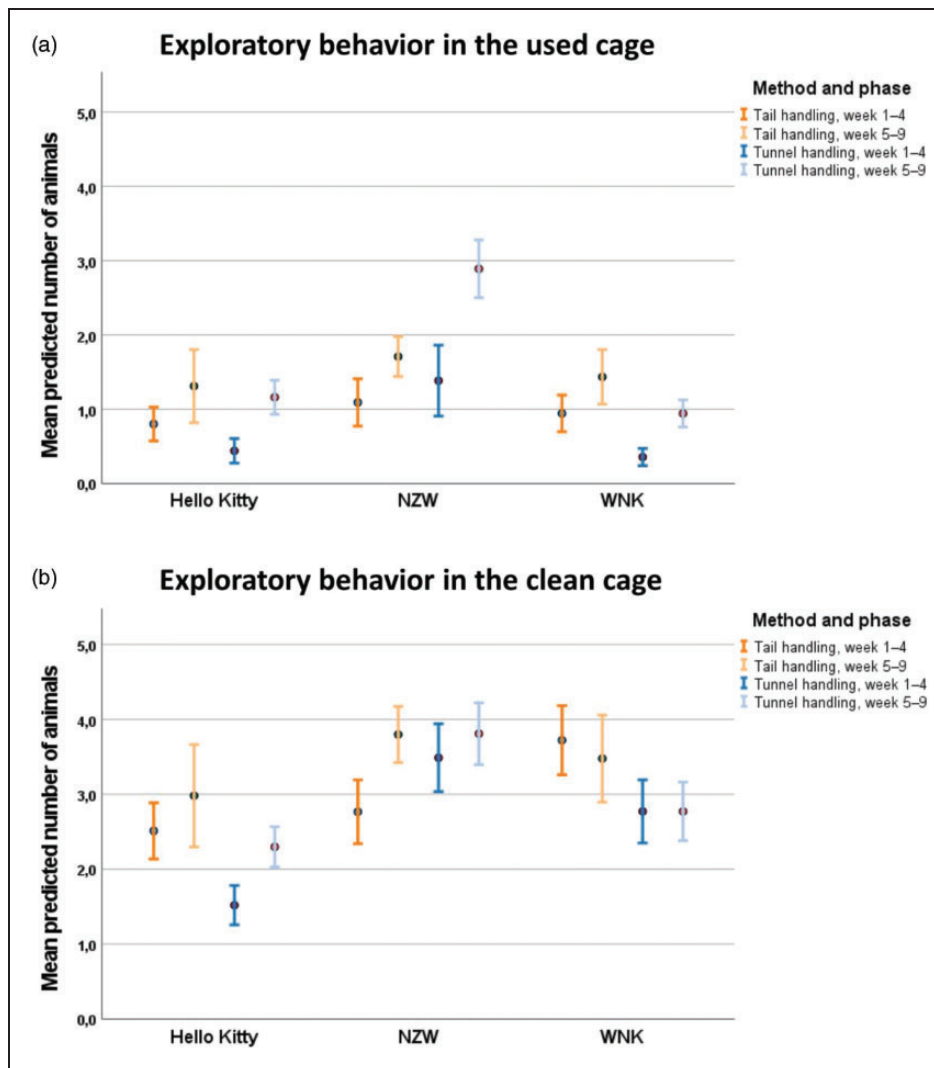 (a)
Exploratory behavior in the used cage
Mean predicted number of animals
5,0
4,0
3,0
2,0
1,0
0,0
Hello Kitty
NZW
WNK
Method and phase
Tail handling, week 1–4
Tail handling, week 5–9
Tunnel handling, week 1–4
Tunnel handling, week 5–9
(b)
Exploratory behavior in the clean cage
Mean predicted number of animals
5,0
4,0
3,0
2,0
1,0
0,0
Hello Kitty
NZW
WNK
Method and phase
Tail handling, week 1–4
Tail handling, week 5–9
Tunnel handling, week 1–4
Tunnel handling, week 5–9